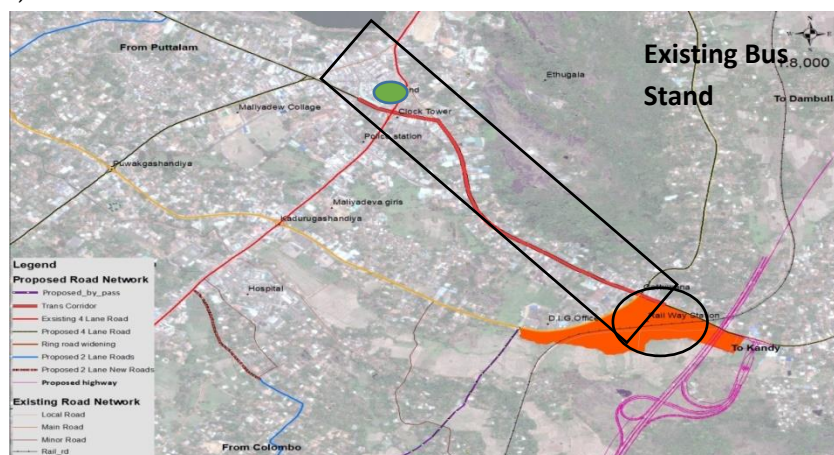 From Puttalam
Existing Bus
Stand
1:8,000
Ethugala
To Dambull
nd
Clock Tower
Maliyadew Collage
Police station
Puwakgashandiya
Maliyadeva girls
Kadurugashandiya
Hospital
D.I.G.Office
Rail Way Station
To Kandy
From Colombo
Legend
Proposed Road Network
Proposed_by_pass
Trans Corridor
Exsisting 4 Lane Road
Proposed 4 Lane Road
Ring road widening
Proposed 2 Lane Roads
Proposed 2 Lane New Roads
Proposed highway
Existing Road Network
Local Road
Main Road
Minor Road
Rail_rd